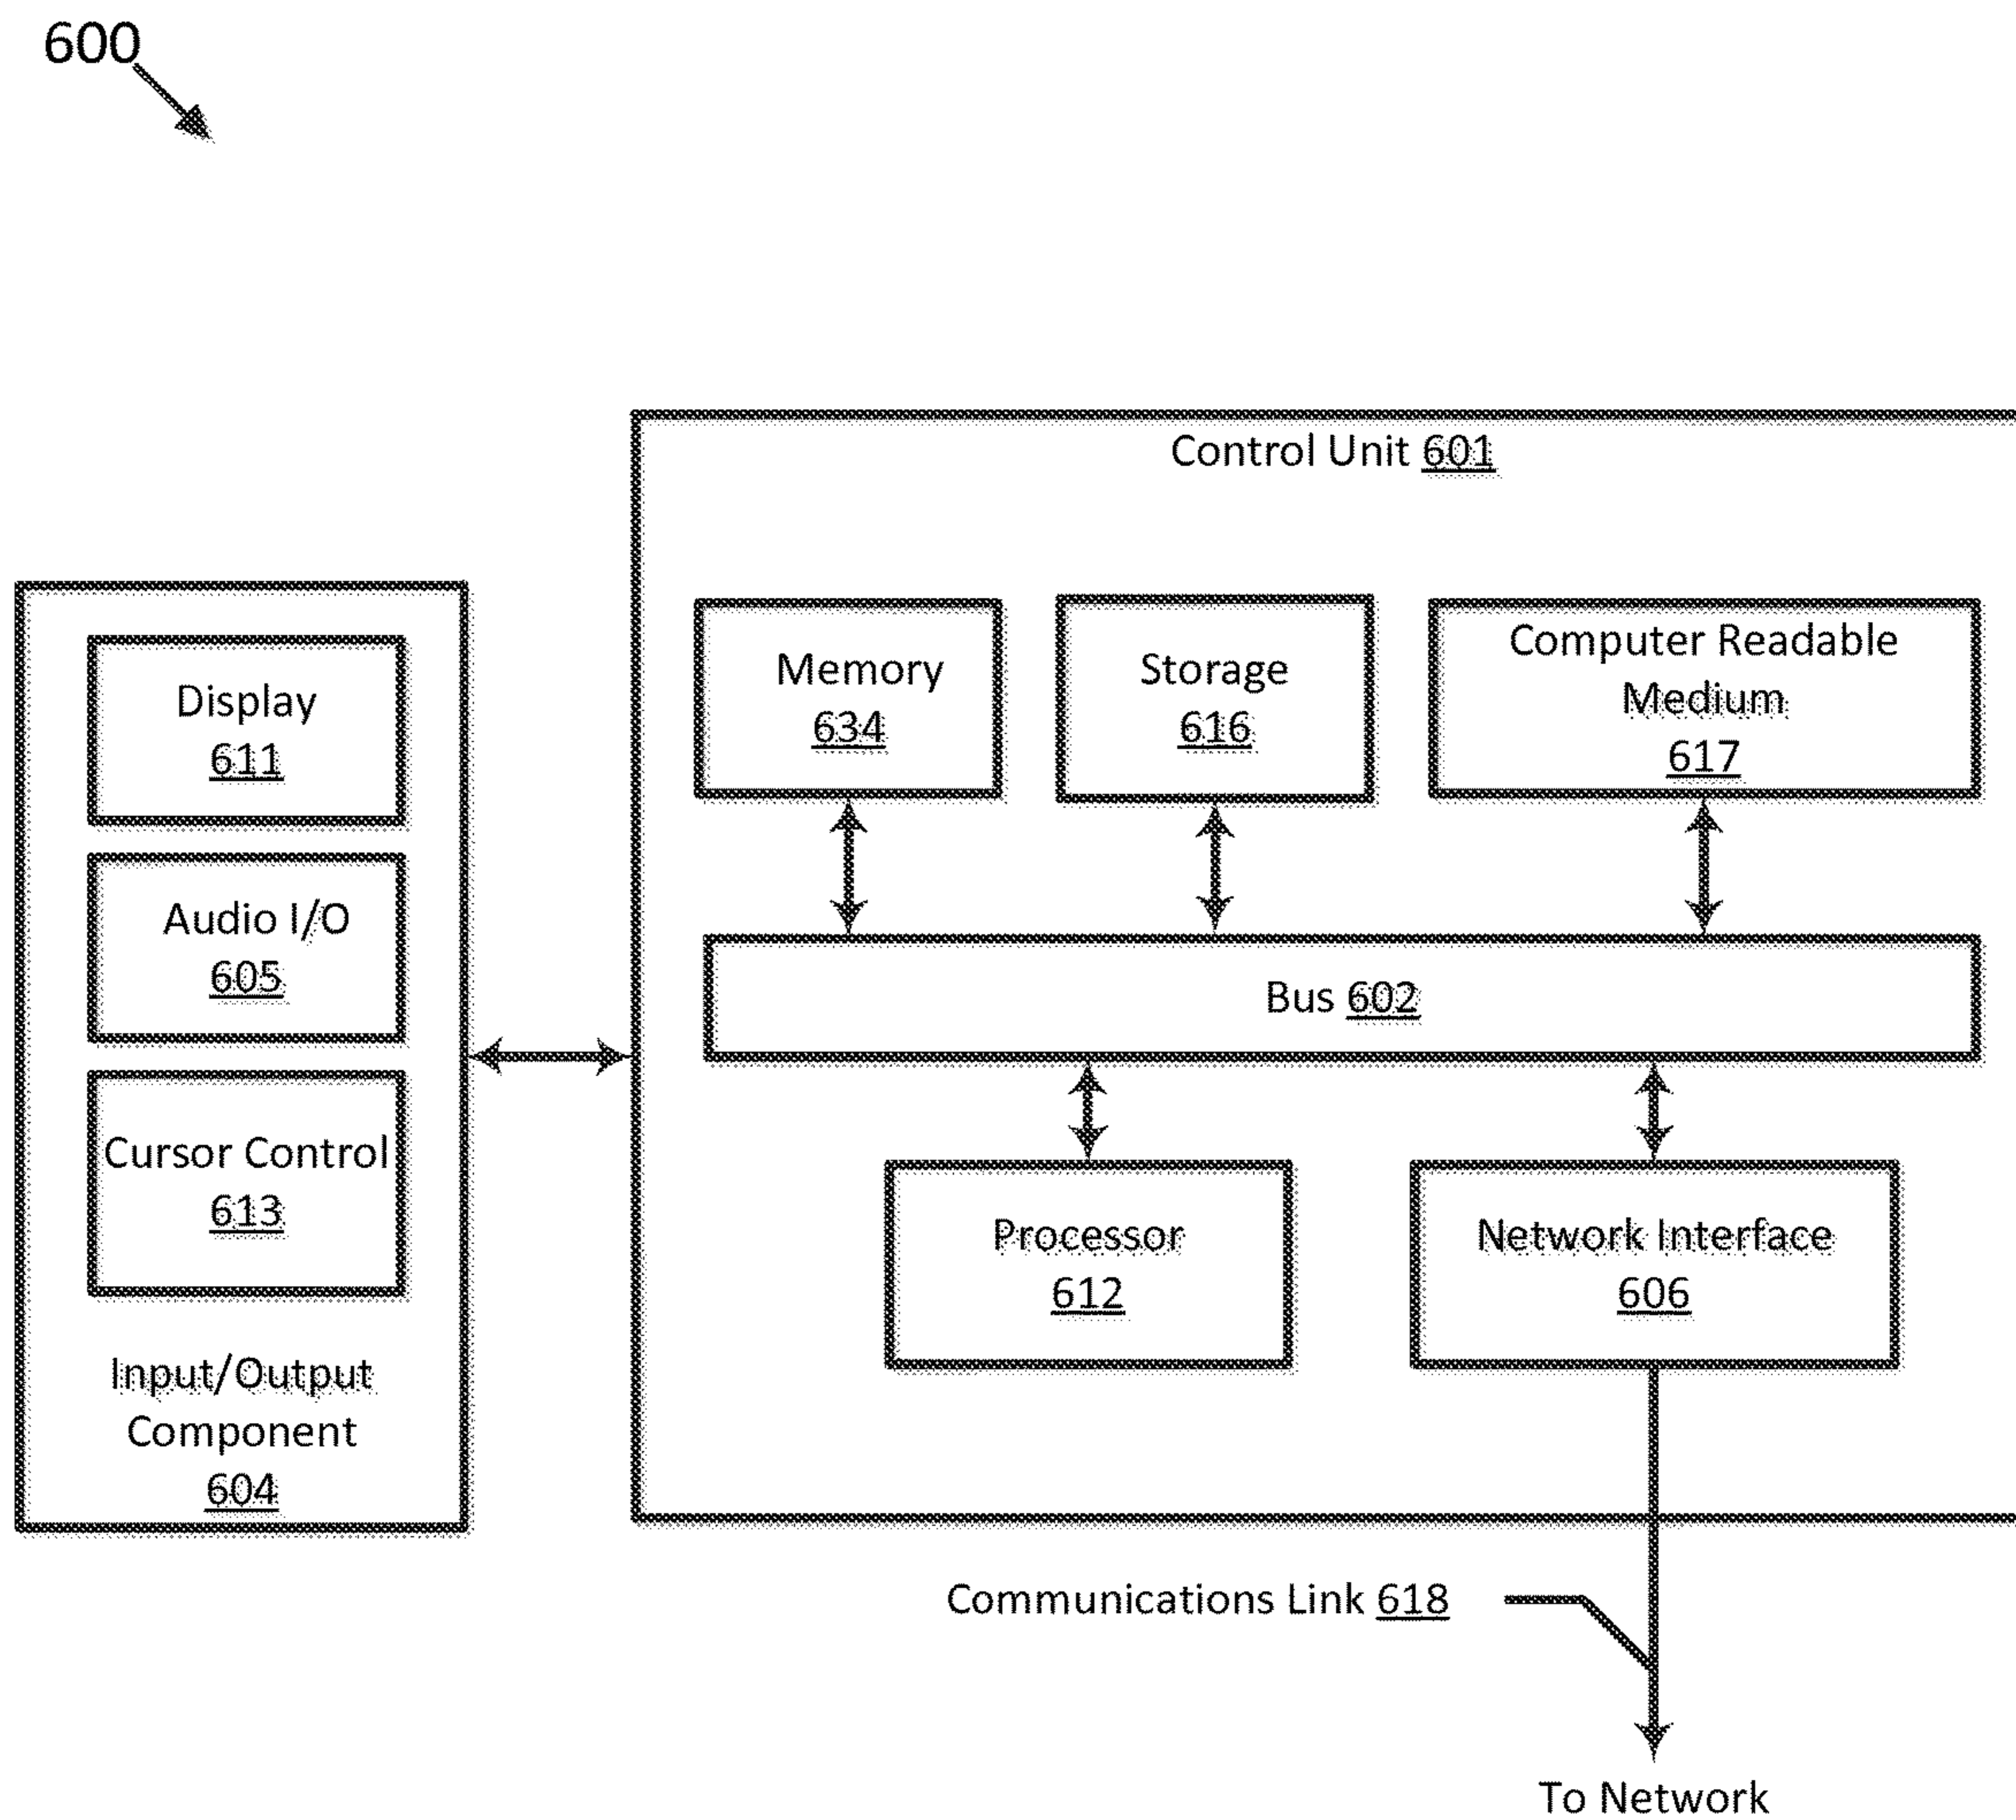 600
Control Unit 601
Memory
634
Storage
616
Computer Readable
Medium
617
Display
611
Audio I/O
605
Bus 602
Cursor Control
613
Processor
612
Network Interface
606
Input/Output
Component
604
Communications Link 618
To Network